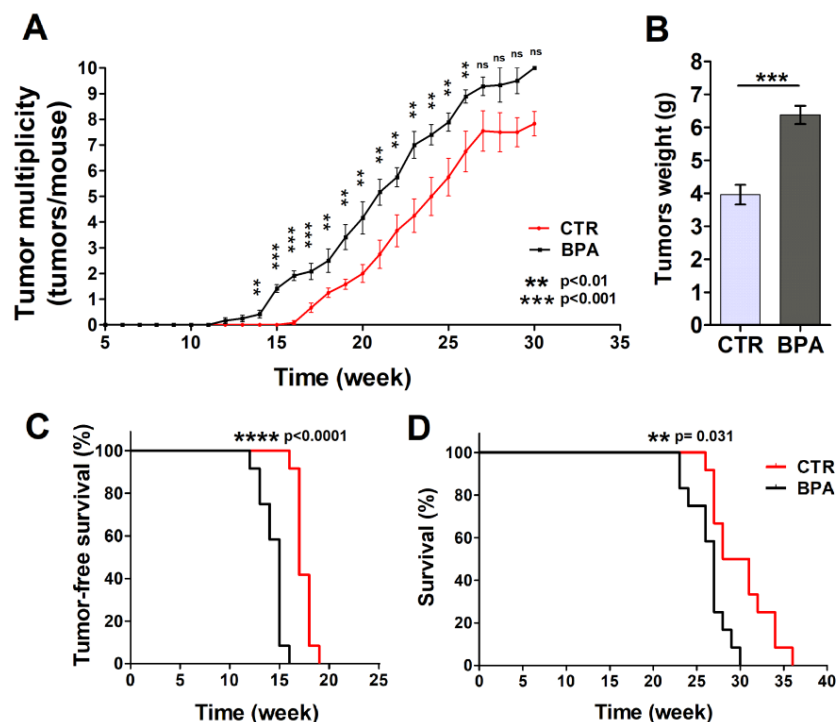 A
Tumor multiplicity
(tumors/mouse)
10
9
8
7
6
5
4
3
2
1
0
** *** *** *** ** ** ** ** ** ** ** ** ** ns ns ns ns
CTR
BPA
** p<0.01
*** p<0.001
5 10 15 20 25 30 35
Time (week)
B
Tumors weight (g)
8
7
6
5
4
3
2
1
0
***
CTR BPA
C
Tumor-free survival (%)
**** p<0.0001
100
80
60
40
20
0
0 5 10 15 20 25
Time (week)
D
Survival (%)
** p= 0.031
CTR
BPA
100
80
60
40
20
0
0 5 10 15 20 25 30 35 40
Time (week)